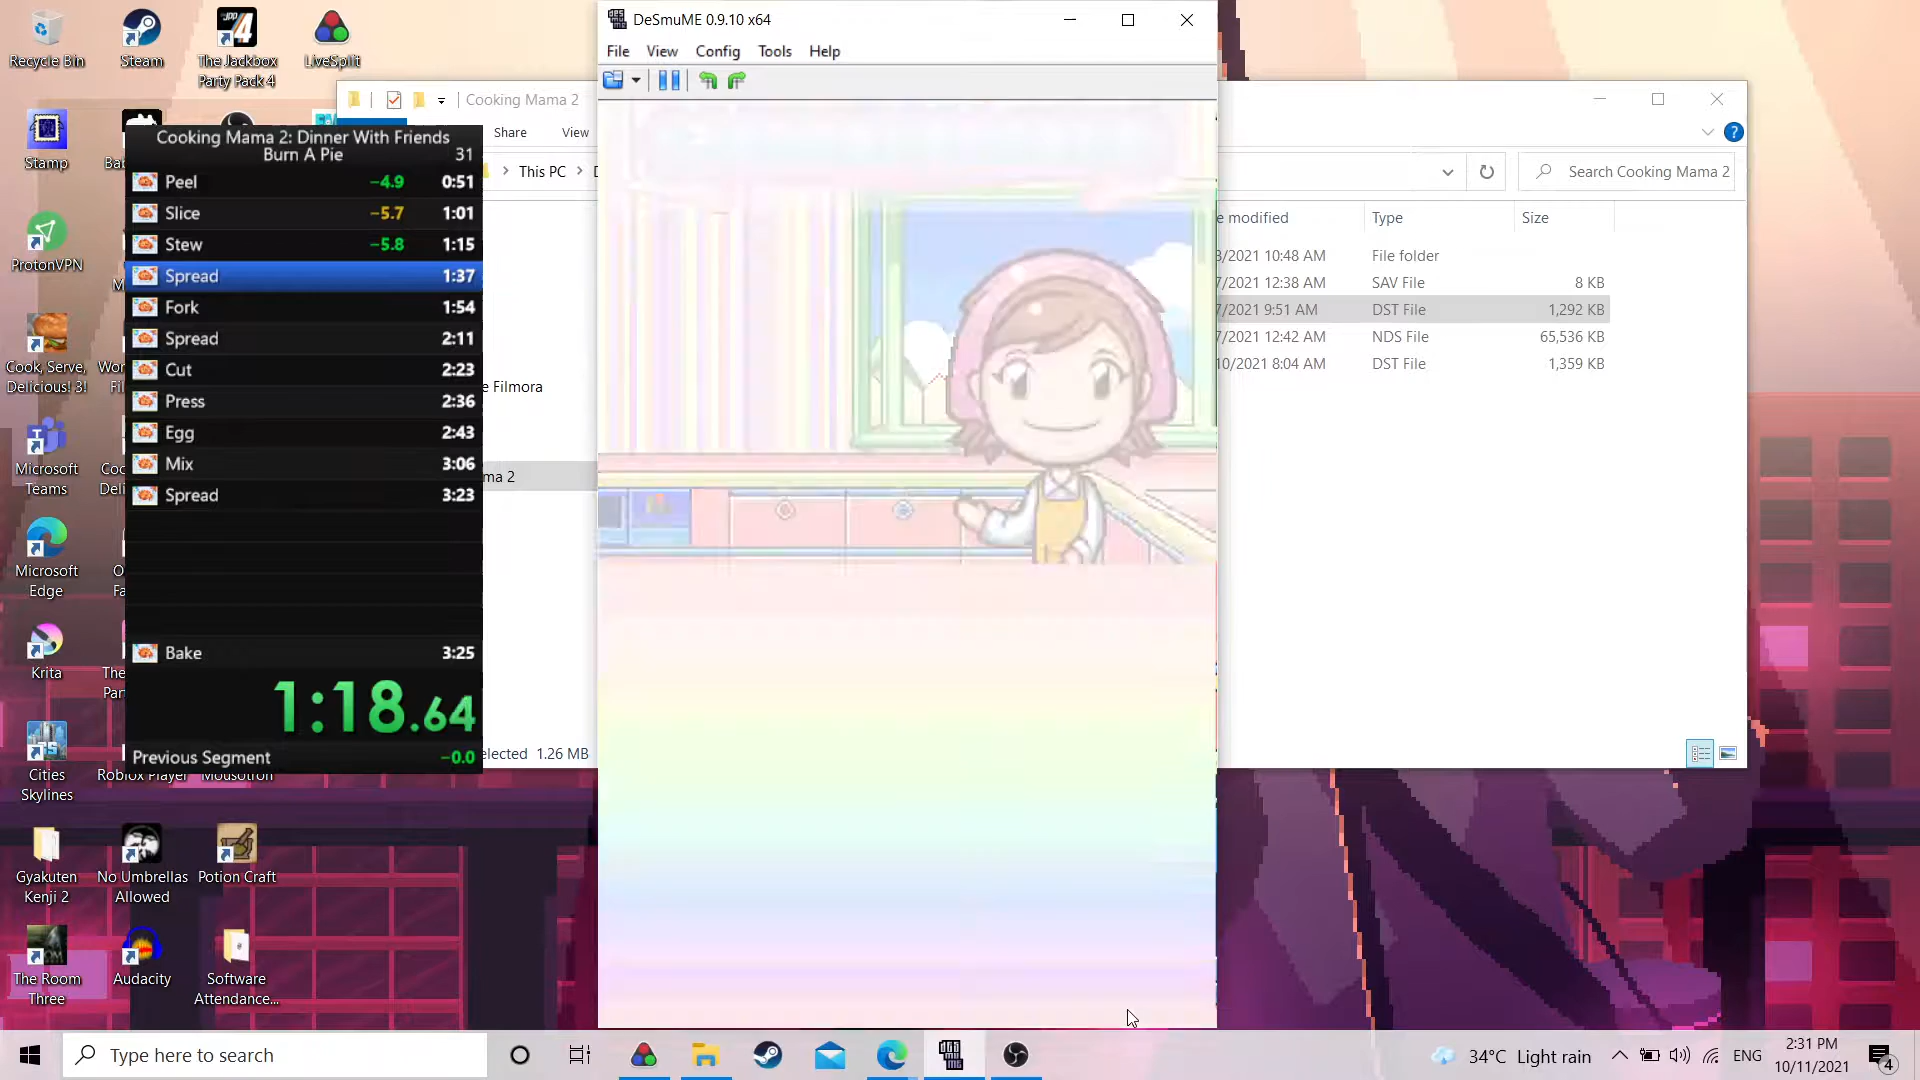 Recycle Bin
Steam
The Jackbox
Party Pack 4
LiveSplit
DeSmuME 0.9.10 x64
File View Config Tools Help
Cooking Mama 2
Share View
This PC
Search Cooking Mama 2
e modified Type Size
3/2021 10:48 AM File folder
7/2021 12:38 AM SAV File 8 KB
7/2021 9:51 AM DST File 1,292 KB
7/2021 12:42 AM NDS File 65,536 KB
10/2021 8:04 AM DST File 1,359 KB
e Filmora
ma 2
elected 1.26 MB
Cooking Mama 2: Dinner With Friends
Burn A Pie 31
Peel −4.9 0:51
Slice −5.7 1:01
Stew −5.8 1:15
Spread 1:37
Fork 1:54
Spread 2:11
Cut 2:23
Press 2:36
Egg 2:43
Mix 3:06
Spread 3:23
Bake 3:25
1:18.64
Previous Segment −0.0
Stamp
ProtonVPN
Cook, Serve,
Delicious! 3!
Microsoft
Teams
Microsoft
Edge
Krita
Cities
Skylines
Roblox Player
Mousotron
Gyakuten
Kenji 2
No Umbrellas
Allowed
Potion Craft
The Room
Three
Audacity
Software
Attendance...
Type here to search
34°C Light rain
ENG
2:31 PM
10/11/2021
4